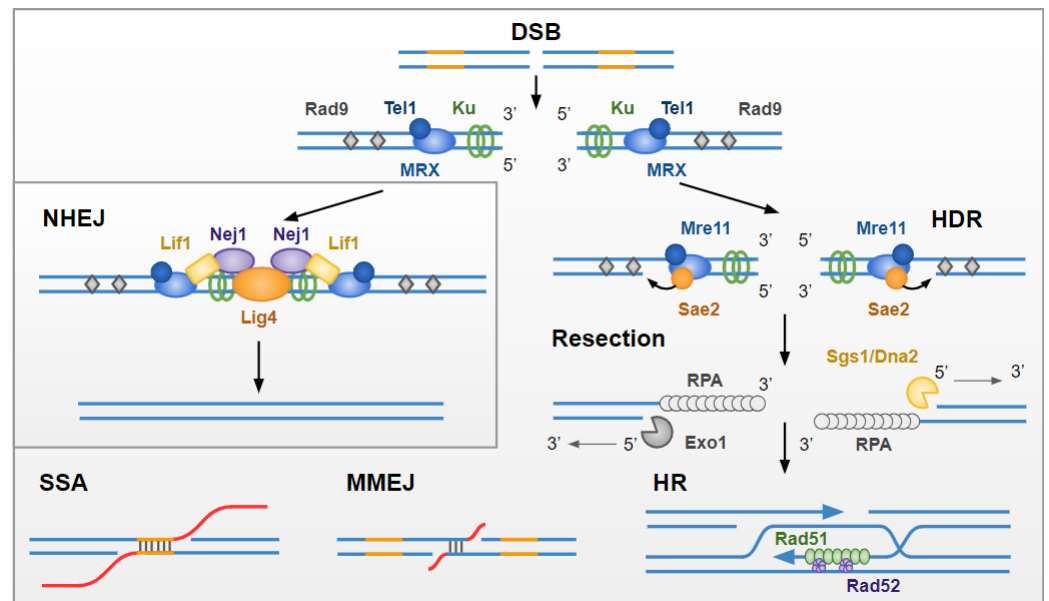 DSB
Rad9 Tel1 Ku 3’ 5’ Ku Tel1 Rad9
MRX 5’ 3’ MRX
NHEJ
Lif1 Nej1 Nej1 Lif1
Lig4
HDR
Mre11 3’ 5’ Mre11
Sae2 5’ 3’ Sae2
Resection
Sgs1/Dna2
RPA 3’ 5’ 3’
3’ 5’ Exo1 3’ RPA
SSA MMEJ HR
Rad51
Rad52